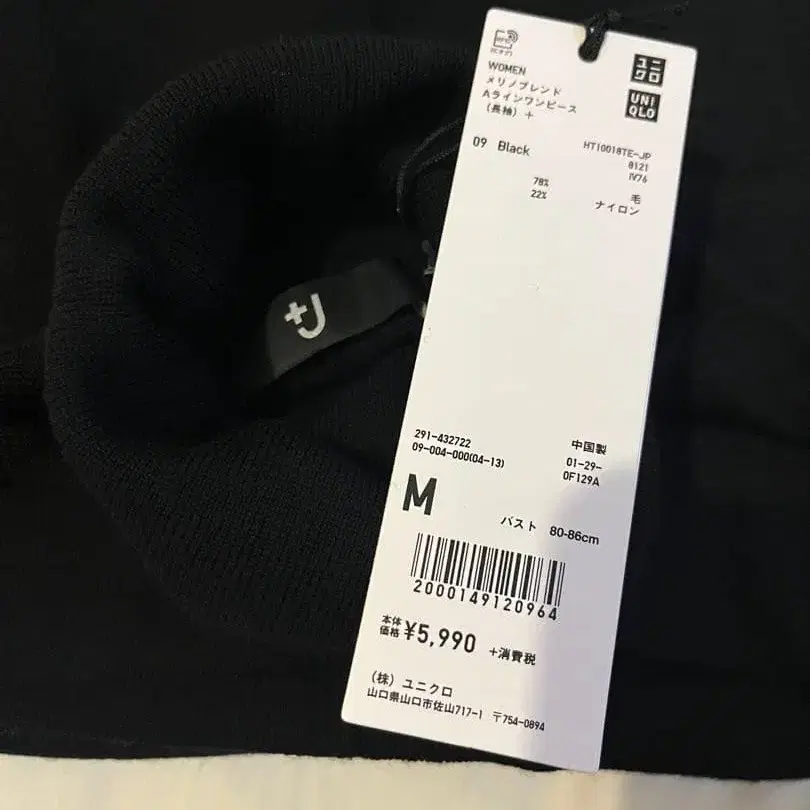 WOMEN
メリノブレンド
Aラインワンピース
(長袖)+
ユニクロ
UNIQLO
09 Black
HT10018TE-JP
8121
IV76
78% 毛
22% ナイロン
+J
291-432722
09-004-000(04-13)
中国製
01-29-
0F129A
M
バスト 80-86cm
2000149120964
本体価格 ¥5,990 +消費税
(株)ユニクロ
山口県山口市佐山717-1 〒754-0894